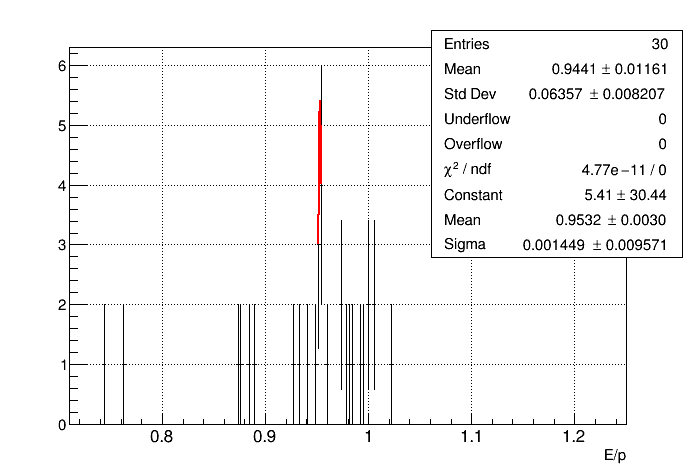 Entries 30
Mean 0.9441 ± 0.01161
Std Dev 0.06357 ± 0.008207
Underflow 0
Overflow 0
χ² / ndf 4.77e−11 / 0
Constant 5.41 ± 30.44
Mean 0.9532 ± 0.0030
Sigma 0.001449 ± 0.009571
6
5
4
3
2
1
0
0.8 0.9 1 1.1 1.2
E/p